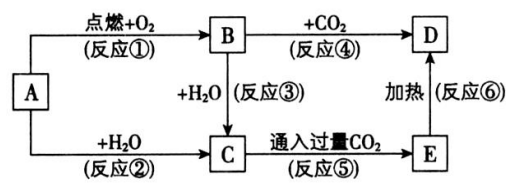 点燃+O₂
(反应①)
B
+CO₂
(反应④)
D
A
+H₂O
(反应③)
加热
(反应⑥)
+H₂O
(反应②)
C
通入过量CO₂
(反应⑤)
E